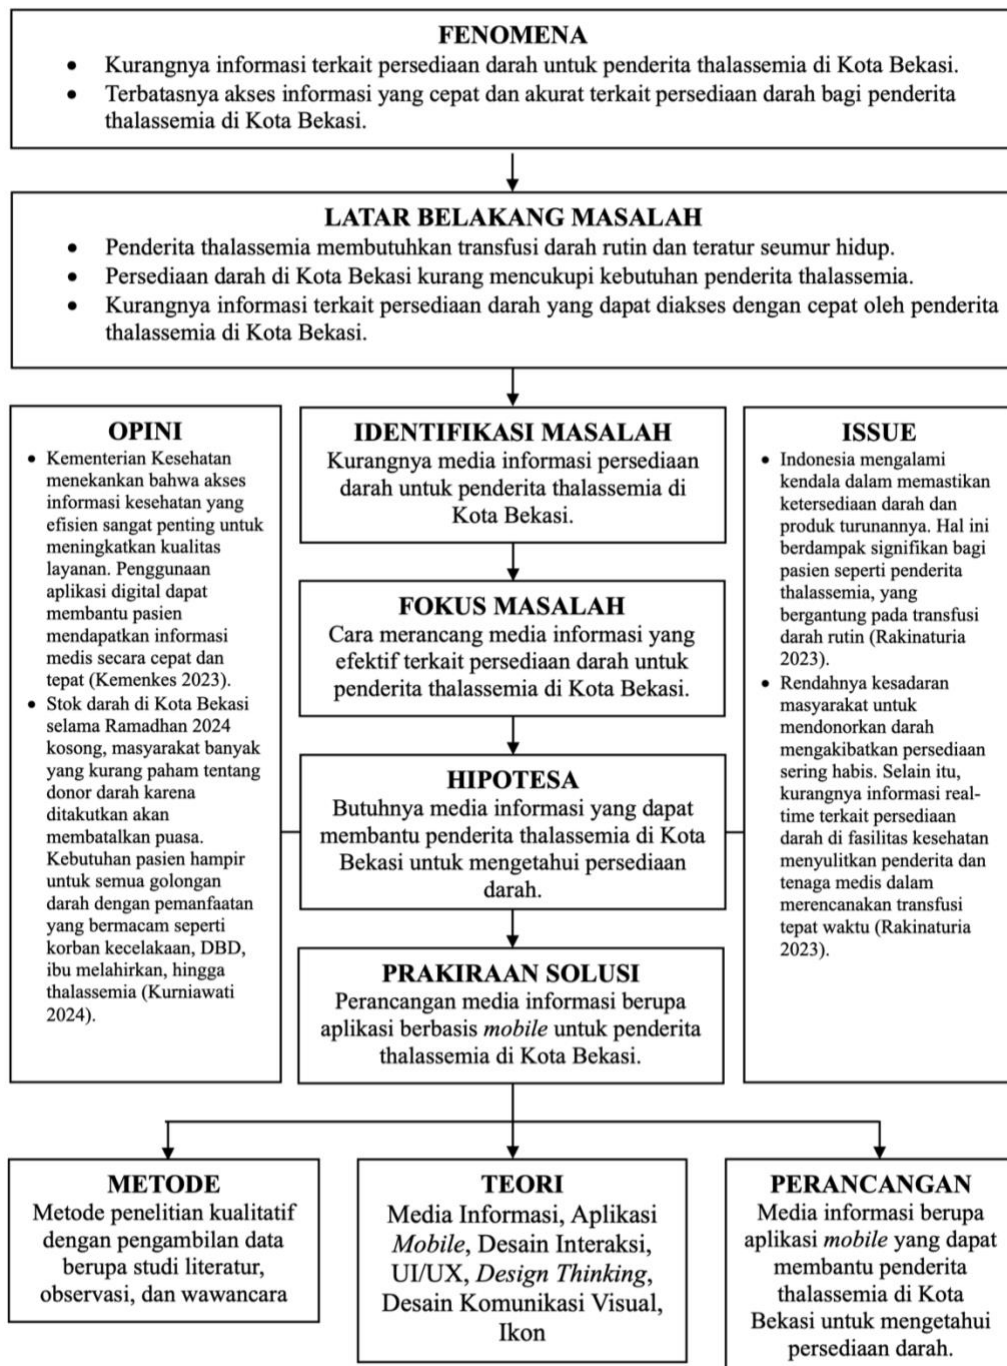 FENOMENA
• Kurangnya informasi terkait persediaan darah untuk penderita thalassemia di Kota Bekasi.
• Terbatasnya akses informasi yang cepat dan akurat terkait persediaan darah bagi penderita
thalassemia di Kota Bekasi.
LATAR BELAKANG MASALAH
• Penderita thalassemia membutuhkan transfusi darah rutin dan teratur seumur hidup.
• Persediaan darah di Kota Bekasi kurang mencukupi kebutuhan penderita thalassemia.
• Kurangnya informasi terkait persediaan darah yang dapat diakses dengan cepat oleh penderita
thalassemia di Kota Bekasi.
OPINI
• Kementerian Kesehatan
menekankan bahwa akses
informasi kesehatan yang
efisien sangat penting untuk
meningkatkan kualitas
layanan. Penggunaan
aplikasi digital dapat
membantu pasien
mendapatkan informasi
medis secara cepat dan
tepat (Kemenkes 2023).
• Stok darah di Kota Bekasi
selama Ramadhan 2024
kosong, masyarakat banyak
yang kurang paham tentang
donor darah karena
ditakutkan akan
membatalkan puasa.
Kebutuhan pasien hampir
untuk semua golongan
darah dengan pemanfaatan
yang bermacam seperti
korban kecelakaan, DBD,
ibu melahirkan, hingga
thalassemia (Kurniawati
2024).
IDENTIFIKASI MASALAH
Kurangnya media informasi persediaan
darah untuk penderita thalassemia di
Kota Bekasi.
FOKUS MASALAH
Cara merancang media informasi yang
efektif terkait persediaan darah untuk
penderita thalassemia di Kota Bekasi.
HIPOTESA
Butuhnya media informasi yang dapat
membantu penderita thalassemia di Kota
Bekasi untuk mengetahui persediaan
darah.
PRAKIRAAN SOLUSI
Perancangan media informasi berupa
aplikasi berbasis mobile untuk penderita
thalassemia di Kota Bekasi.
ISSUE
• Indonesia mengalami
kendala dalam memastikan
ketersediaan darah dan
produk turunannya. Hal ini
berdampak signifikan bagi
pasien seperti penderita
thalassemia, yang
bergantung pada transfusi
darah rutin (Rakinaturia
2023).
• Rendahnya kesadaran
masyarakat untuk
mendonorkan darah
mengakibatkan persediaan
sering habis. Selain itu,
kurangnya informasi real-
time terkait persediaan
darah di fasilitas kesehatan
menyulitkan penderita dan
tenaga medis dalam
merencanakan transfusi
tepat waktu (Rakinaturia
2023).
METODE
Metode penelitian kualitatif
dengan pengambilan data
berupa studi literatur,
observasi, dan wawancara
TEORI
Media Informasi, Aplikasi
Mobile, Desain Interaksi,
UI/UX, Design Thinking,
Desain Komunikasi Visual,
Ikon
PERANCANGAN
Media informasi berupa
aplikasi mobile yang dapat
membantu penderita
thalassemia di Kota
Bekasi untuk mengetahui
persediaan darah.